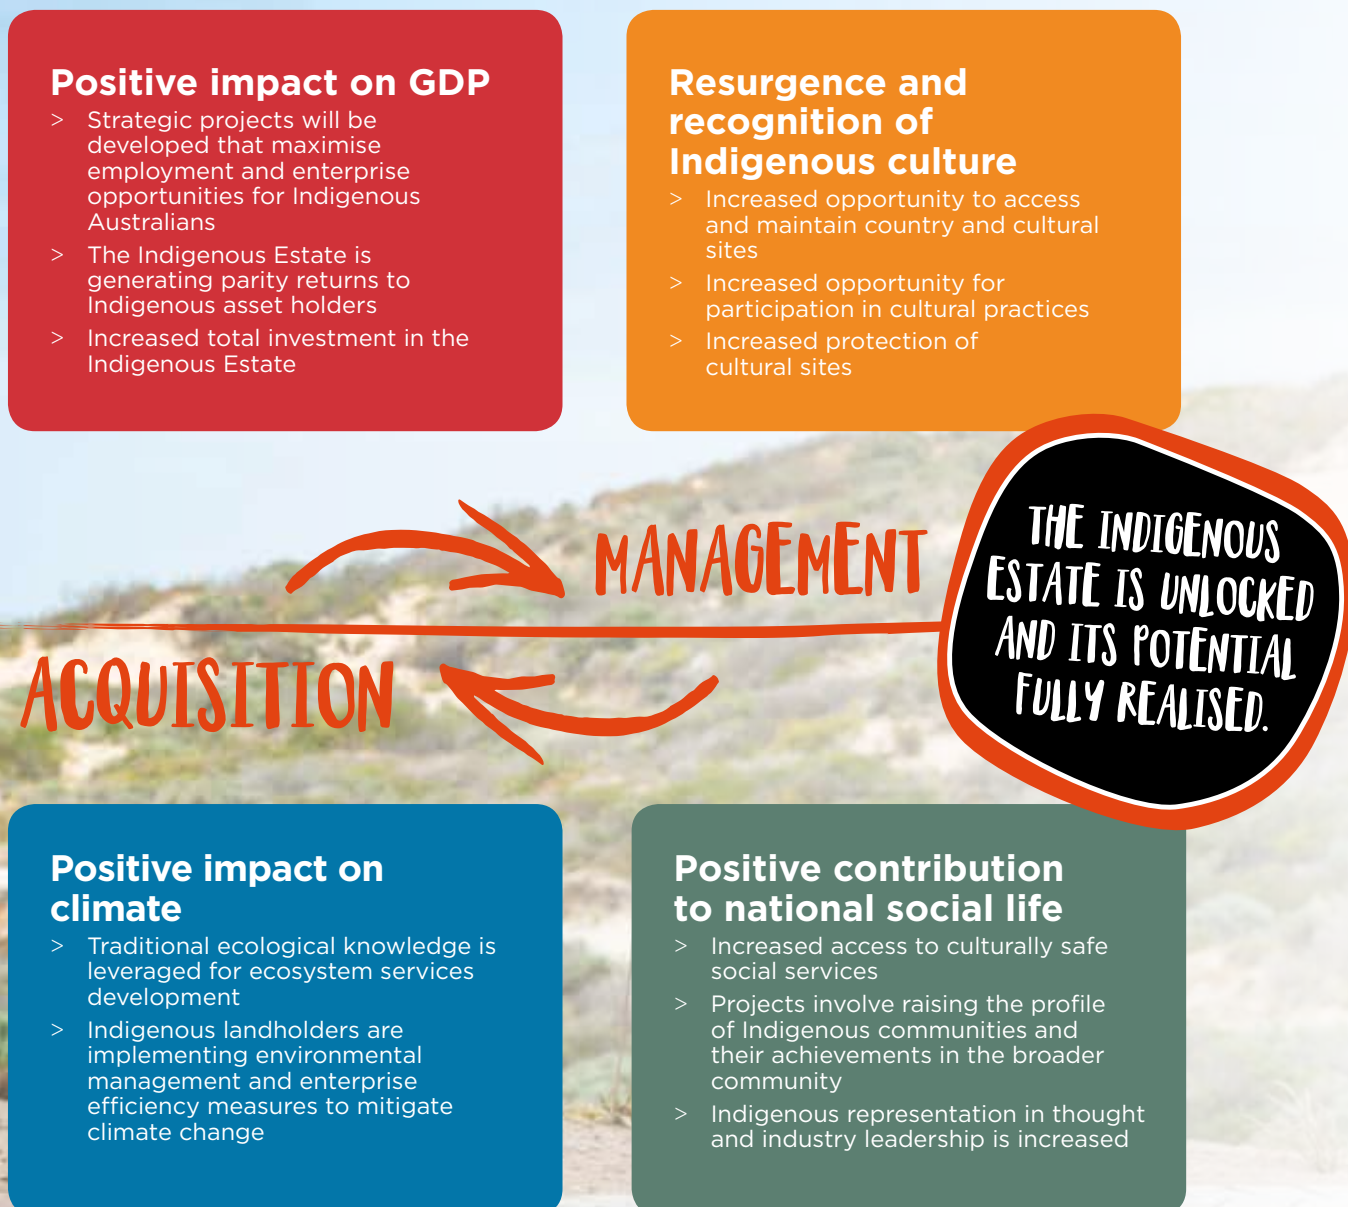 Positive impact on GDP
> Strategic projects will be
developed that maximise
employment and enterprise
opportunities for Indigenous
Australians
> The Indigenous Estate is
generating parity returns to
Indigenous asset holders
> Increased total investment in the
Indigenous Estate
Resurgence and
recognition of
Indigenous culture
> Increased opportunity to access
and maintain country and cultural
sites
> Increased opportunity for
participation in cultural practices
> Increased protection of
cultural sites
MANAGEMENT
ACQUISITION
THE INDIGENOUS
ESTATE IS UNLOCKED
AND ITS POTENTIAL
FULLY REALISED.
Positive impact on
climate
> Traditional ecological knowledge is
leveraged for ecosystem services
development
> Indigenous landholders are
implementing environmental
management and enterprise
efficiency measures to mitigate
climate change
Positive contribution
to national social life
> Increased access to culturally safe
social services
> Projects involve raising the profile
of Indigenous communities and
their achievements in the broader
community
> Indigenous representation in thought
and industry leadership is increased